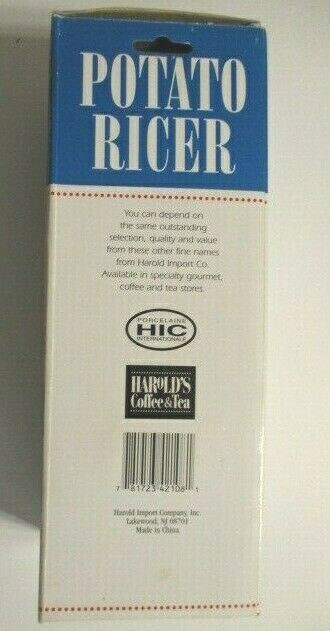 POTATO
RICER
You can depend on
the same outstanding
selection, quality and value
from these other fine names
from Harold Import Co.
Available in specialty gourmet,
coffee and tea stores.
PORCELAINE
HIC
INTERNATIONALE
HAROLD'S
Coffee&Tea
7 81723 42108 1
Harold Import Company, Inc.
Lakewood, NJ 08701
Made in China